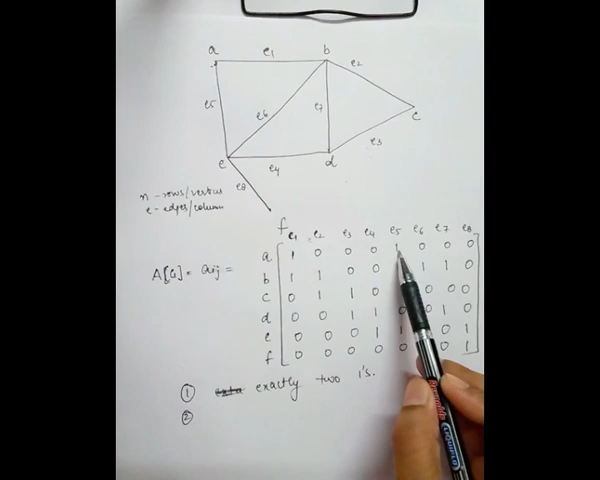 a e1 b
e2
e5 e6 e7 c
e3
e e4 d
e8
n - rows/vertices
e - edges/column
f
e1 e2 e3 e4 e5 e6 e7 e8
a 1 0 0 0 1 0 0 0
A[G] = aij =
b 1 1 0 0 1 1 0
c 0 1 1 0 0 0 0
d 0 0 1 1 0 0 1 0
e 0 0 0 1 1 0 1
f 0 0 0 0 0 0 1
① exactly two 1's.
②